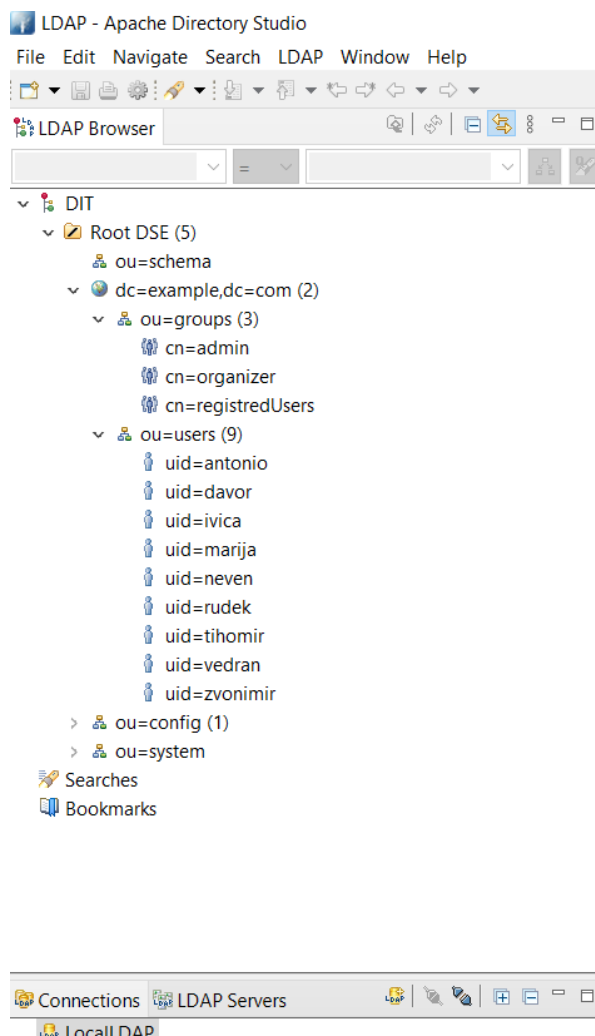 LDAP - Apache Directory Studio
File Edit Navigate Search LDAP Window Help
LDAP Browser
=
DIT
Root DSE (5)
ou=schema
dc=example,dc=com (2)
ou=groups (3)
cn=admin
cn=organizer
cn=registredUsers
ou=users (9)
uid=antonio
uid=davor
uid=ivica
uid=marija
uid=neven
uid=rudek
uid=tihomir
uid=vedran
uid=zvonimir
ou=config (1)
ou=system
Searches
Bookmarks
Connections LDAP Servers
LocalLDAP